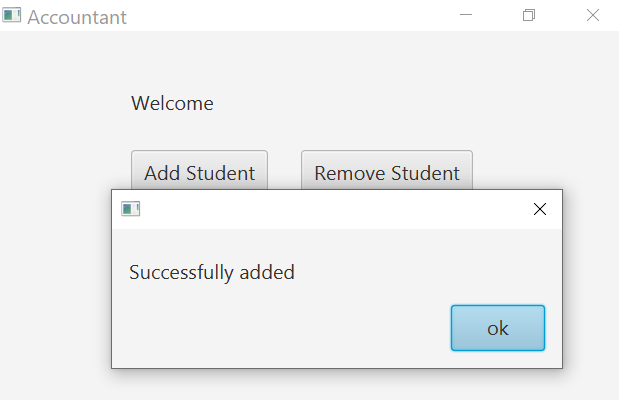 Accountant
Welcome
Add Student Remove Student
Successfully added
ok